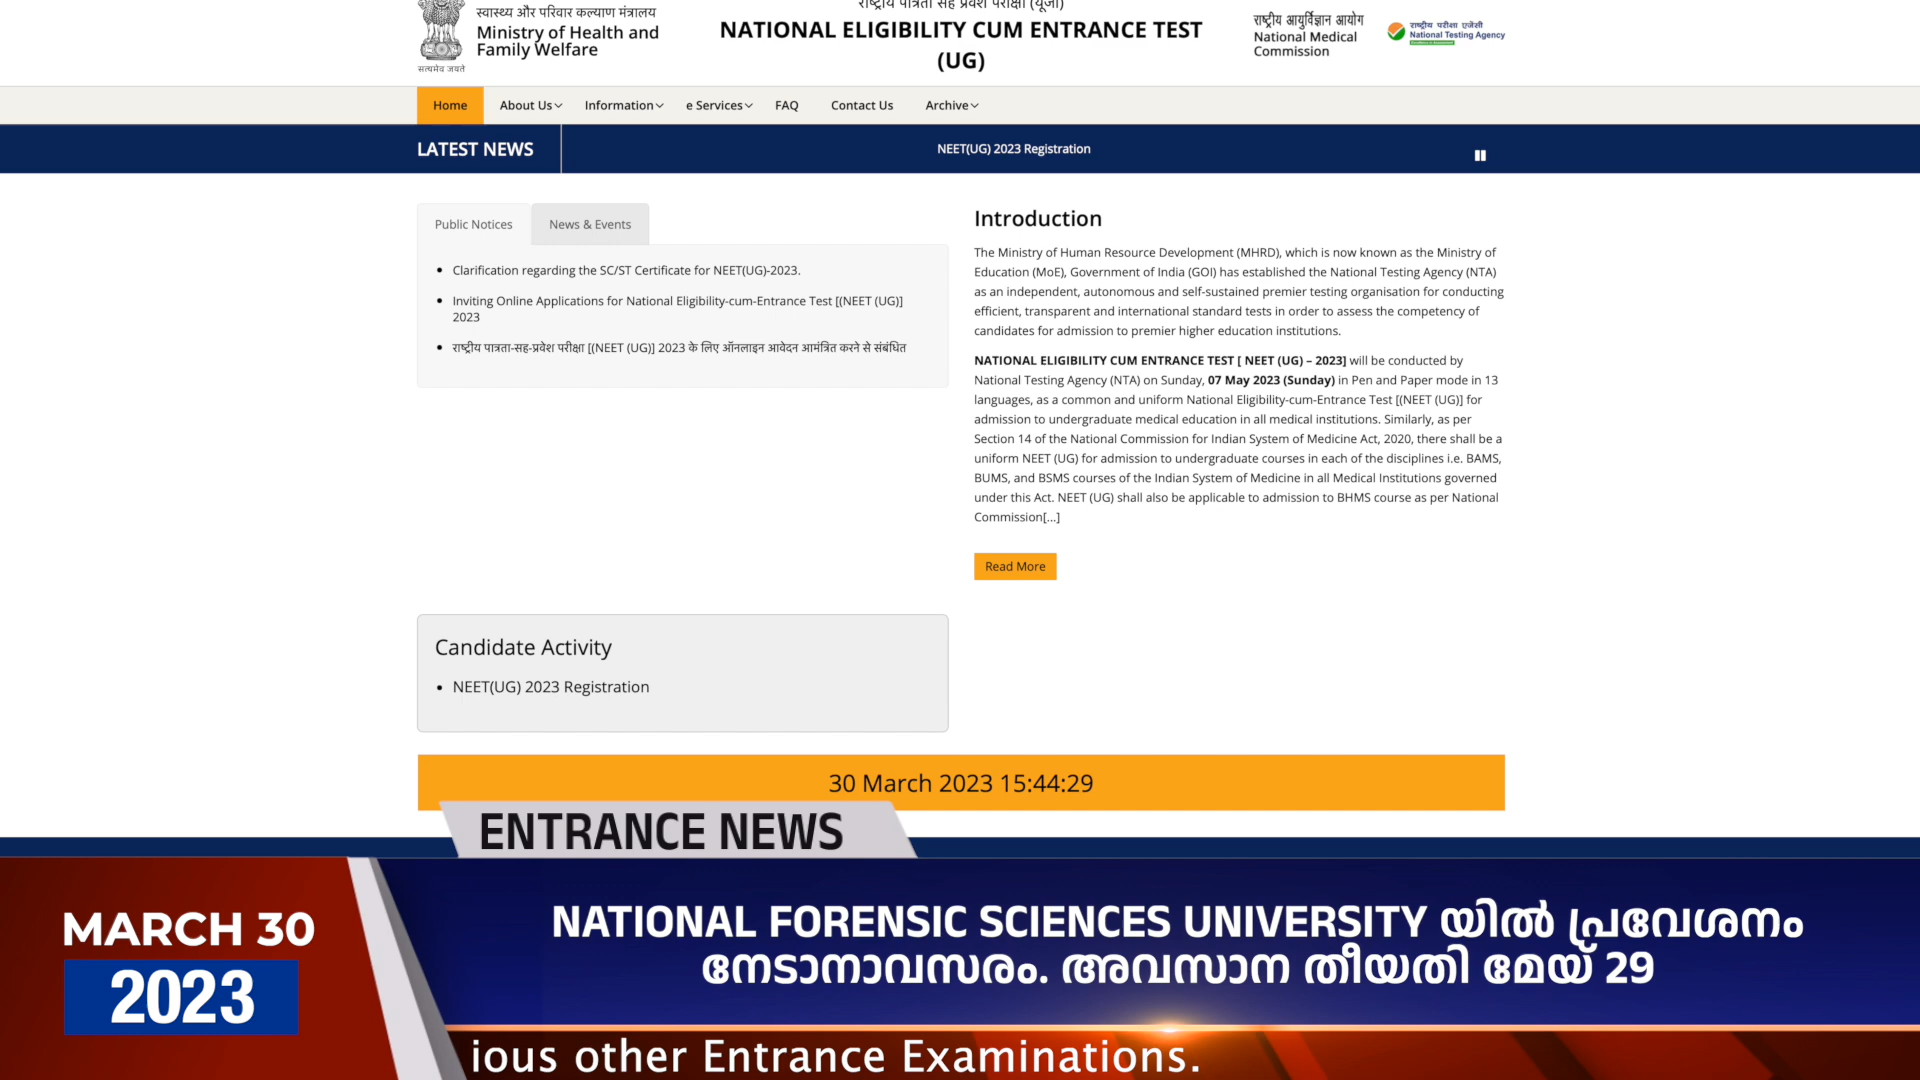 राष्ट्रीय पात्रता सह प्रवेश परीक्षा (यूजी)
स्वास्थ्य और परिवार कल्याण मंत्रालय
Ministry of Health and
Family Welfare
सत्यमेव जयते
NATIONAL ELIGIBILITY CUM ENTRANCE TEST
(UG)
राष्ट्रीय आयुर्विज्ञान आयोग
National Medical
Commission
राष्ट्रीय परीक्षा एजेंसी
National Testing Agency
Home About Us Information e Services FAQ Contact Us Archive
LATEST NEWS
NEET(UG) 2023 Registration
Public Notices News & Events
Clarification regarding the SC/ST Certificate for NEET(UG)-2023.
Inviting Online Applications for National Eligibility-cum-Entrance Test [(NEET (UG)]
2023
राष्ट्रीय पात्रता-सह-प्रवेश परीक्षा [(NEET (UG)] 2023 के लिए ऑनलाइन आवेदन आमंत्रित करने से संबंधित
Introduction
The Ministry of Human Resource Development (MHRD), which is now known as the Ministry of
Education (MoE), Government of India (GOI) has established the National Testing Agency (NTA)
as an independent, autonomous and self-sustained premier testing organisation for conducting
efficient, transparent and international standard tests in order to assess the competency of
candidates for admission to premier higher education institutions.
NATIONAL ELIGIBILITY CUM ENTRANCE TEST [ NEET (UG) – 2023] will be conducted by
National Testing Agency (NTA) on Sunday, 07 May 2023 (Sunday) in Pen and Paper mode in 13
languages, as a common and uniform National Eligibility-cum-Entrance Test [(NEET (UG)] for
admission to undergraduate medical education in all medical institutions. Similarly, as per
Section 14 of the National Commission for Indian System of Medicine Act, 2020, there shall be a
uniform NEET (UG) for admission to undergraduate courses in each of the disciplines i.e. BAMS,
BUMS, and BSMS courses of the Indian System of Medicine in all Medical Institutions governed
under this Act. NEET (UG) shall also be applicable to admission to BHMS course as per National
Commission[...]
Read More
Candidate Activity
NEET(UG) 2023 Registration
30 March 2023 15:44:29
ENTRANCE NEWS
MARCH 30
2023
NATIONAL FORENSIC SCIENCES UNIVERSITY യിൽ പ്രവേശനം
നേടാനാവസരം. അവസാന തീയതി മേയ് 29
ious other Entrance Examinations.